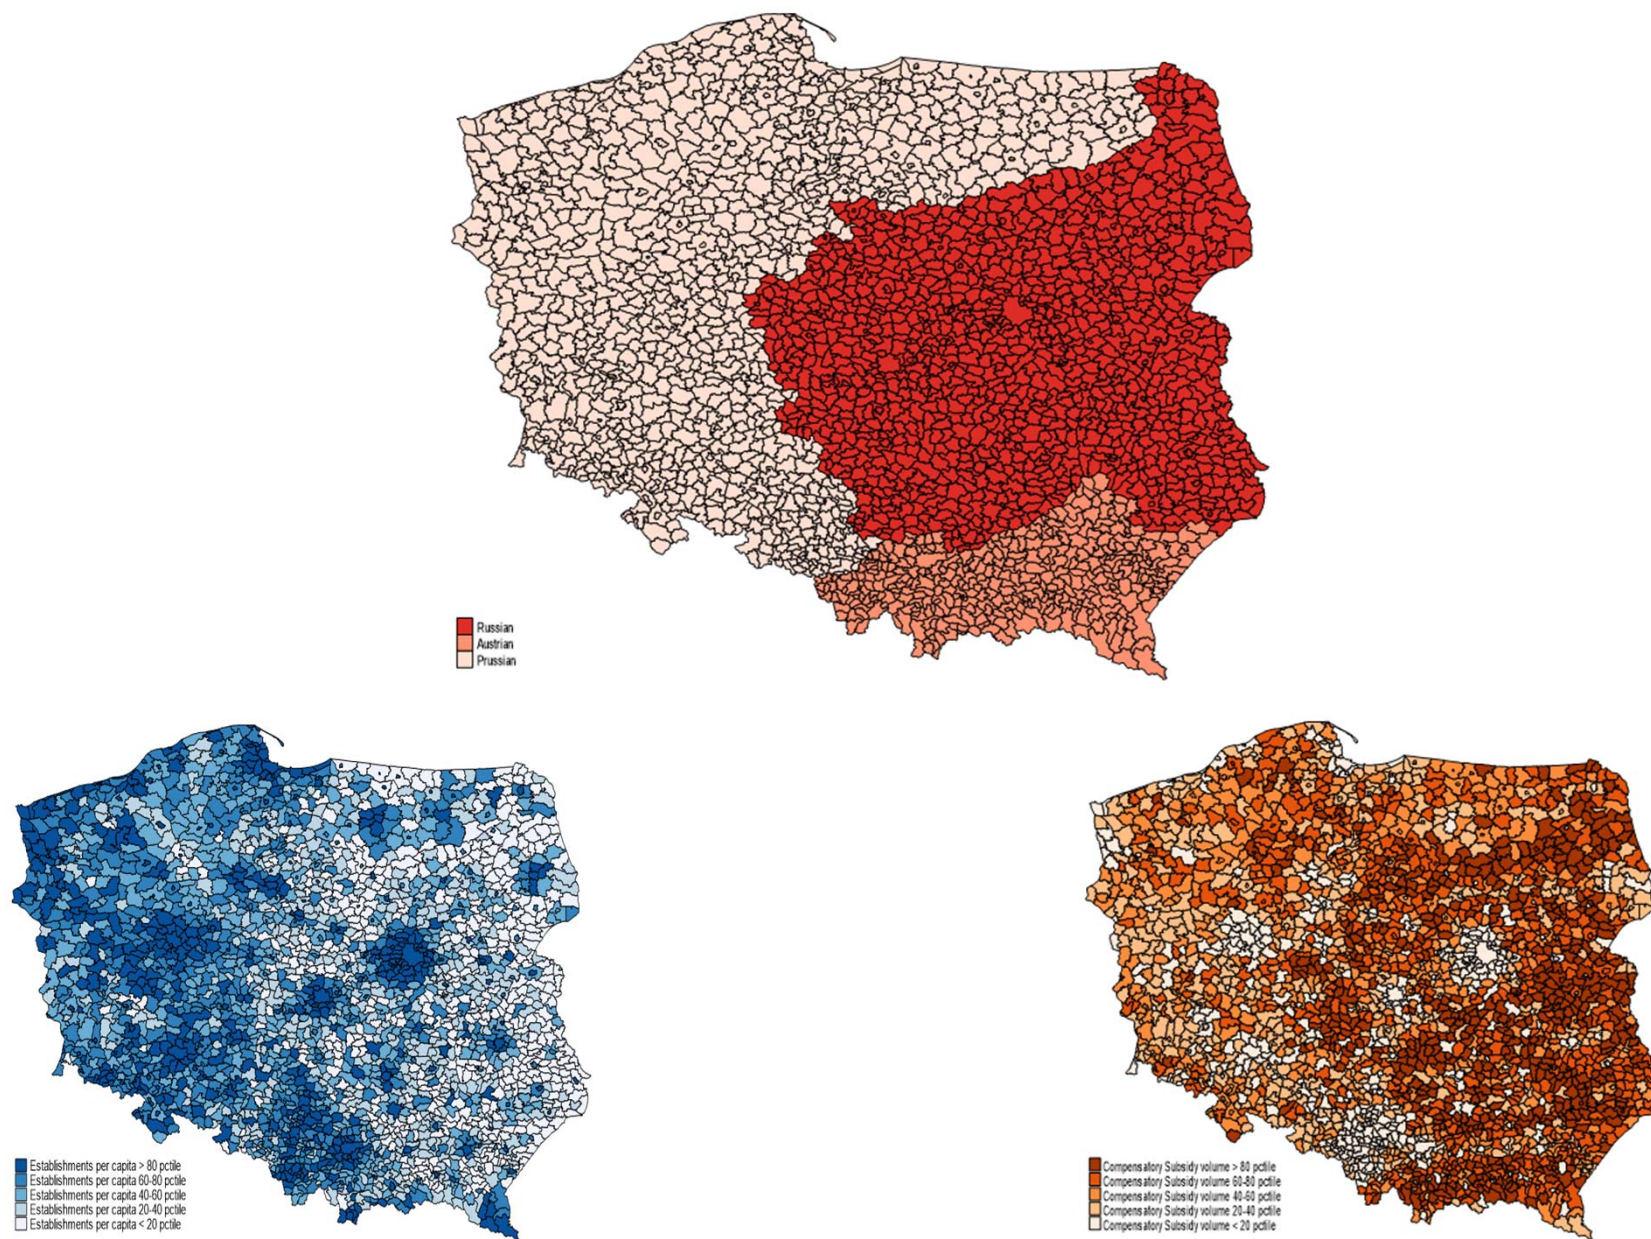 Russian
Austrian
Prussian
Establishments per capita > 80 pctile
Establishments per capita 60-80 pctile
Establishments per capita 40-60 pctile
Establishments per capita 20-40 pctile
Establishments per capita < 20 pctile
Compensatory Subsidy volume > 80 pctile
Compensatory Subsidy volume 60-80 pctile
Compensatory Subsidy volume 40-60 pctile
Compensatory Subsidy volume 20-40 pctile
Compensatory Subsidy volume < 20 pctile